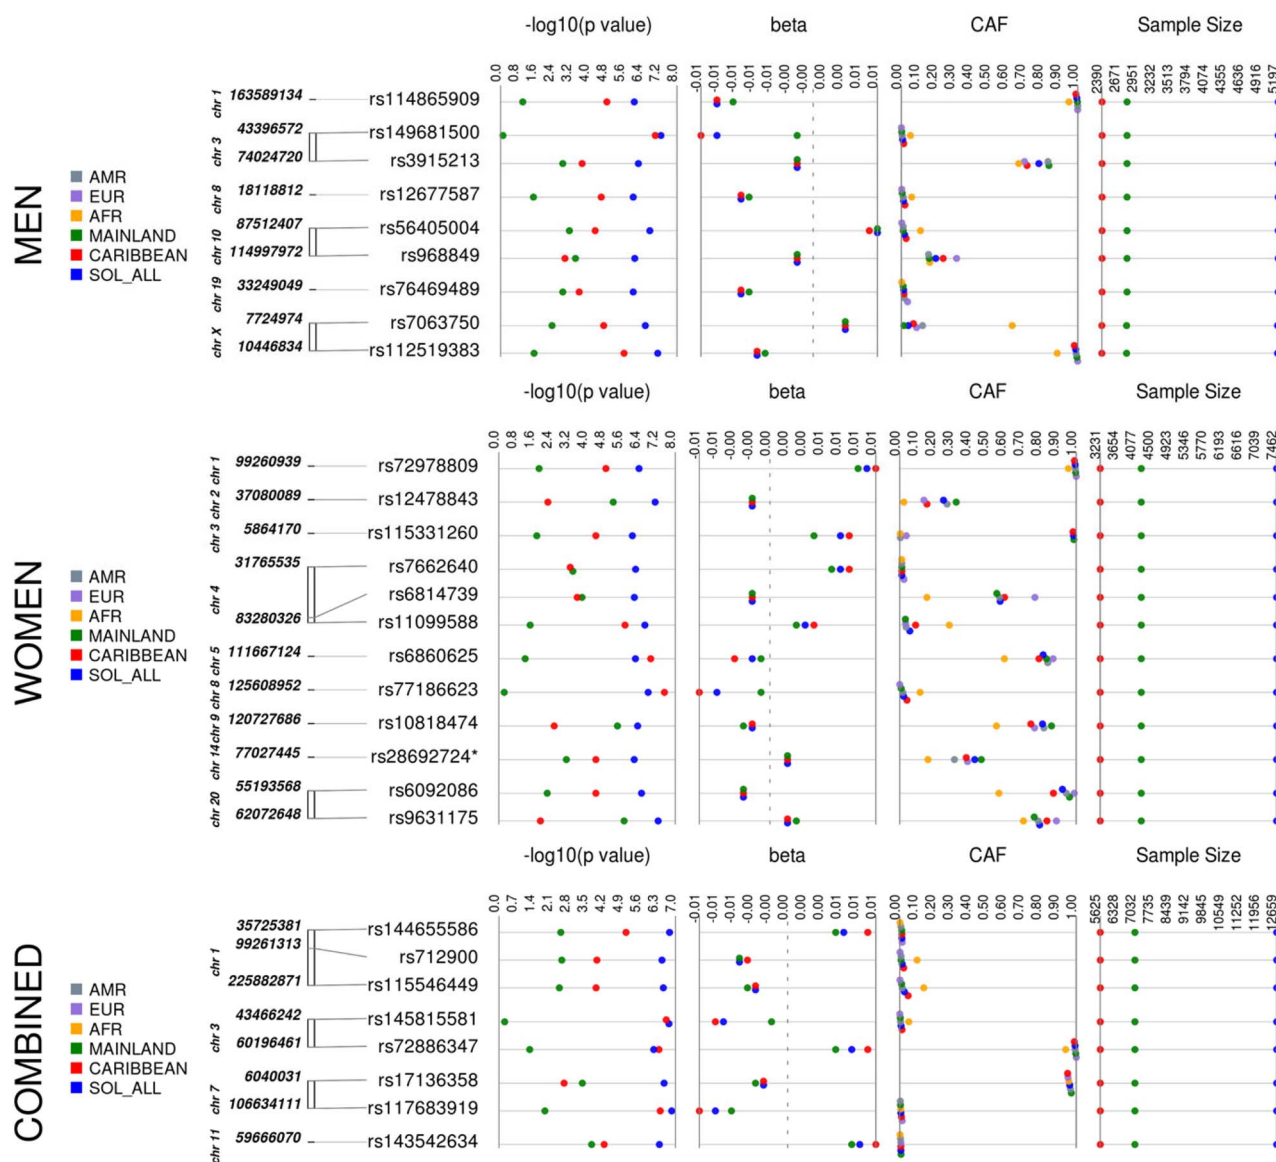 MEN
-log10(p value) beta CAF Sample Size
0.0 0.8 1.6 2.4 3.2 4.0 4.8 5.6 6.4 7.2 8.0 -0.01 -0.01 -0.01 -0.01 -0.00 -0.00 0.00 0.00 0.00 0.01 0.01 0.00 0.10 0.20 0.30 0.40 0.50 0.60 0.70 0.80 0.90 1.00 2390 2671 2951 3232 3513 3794 4074 4355 4636 4916 5197
AMR
EUR
AFR
MAINLAND
CARIBBEAN
SOL_ALL
chr 1 163589134 rs114865909
chr 3 43396572 rs149681500
74024720 rs3915213
chr 8 18118812 rs12677587
chr 10 87512407 rs56405004
114997972 rs968849
chr 19 33249049 rs76469489
chr X 7724974 rs7063750
10446834 rs112519383
WOMEN
-log10(p value) beta CAF Sample Size
0.0 0.8 1.6 2.4 3.2 4.0 4.8 5.6 6.4 7.2 8.0 -0.01 -0.01 -0.00 -0.00 -0.00 0.00 0.00 0.00 0.01 0.01 0.01 0.00 0.10 0.20 0.30 0.40 0.50 0.60 0.70 0.80 0.90 1.00 3231 3654 4077 4500 4923 5346 5770 6193 6616 7039 7462
AMR
EUR
AFR
MAINLAND
CARIBBEAN
SOL_ALL
chr 1 99260939 rs72978809
chr 2 37080089 rs12478843
chr 3 5864170 rs115331260
chr 4 31765535 rs7662640
rs6814739
83280326 rs11099588
chr 5 111667124 rs6860625
chr 8 125608952 rs77186623
chr 9 120727686 rs10818474
chr 14 77027445 rs28692724*
chr 20 55193568 rs6092086
62072648 rs9631175
COMBINED
-log10(p value) beta CAF Sample Size
0.0 0.7 1.4 2.1 2.8 3.5 4.2 4.9 5.6 6.3 7.0 -0.01 -0.01 -0.01 -0.00 -0.00 0.00 0.00 0.00 0.01 0.01 0.01 0.00 0.10 0.20 0.30 0.40 0.50 0.60 0.70 0.80 0.90 1.00 5625 6328 7032 7735 8439 9142 9845 10549 11252 11956 12659
AMR
EUR
AFR
MAINLAND
CARIBBEAN
SOL_ALL
chr 1 35725381 rs144655586
99261313 rs712900
225882871 rs115546449
chr 3 43466242 rs145815581
60196461 rs72886347
chr 7 6040031 rs17136358
106634111 rs117683919
chr 11 59666070 rs143542634